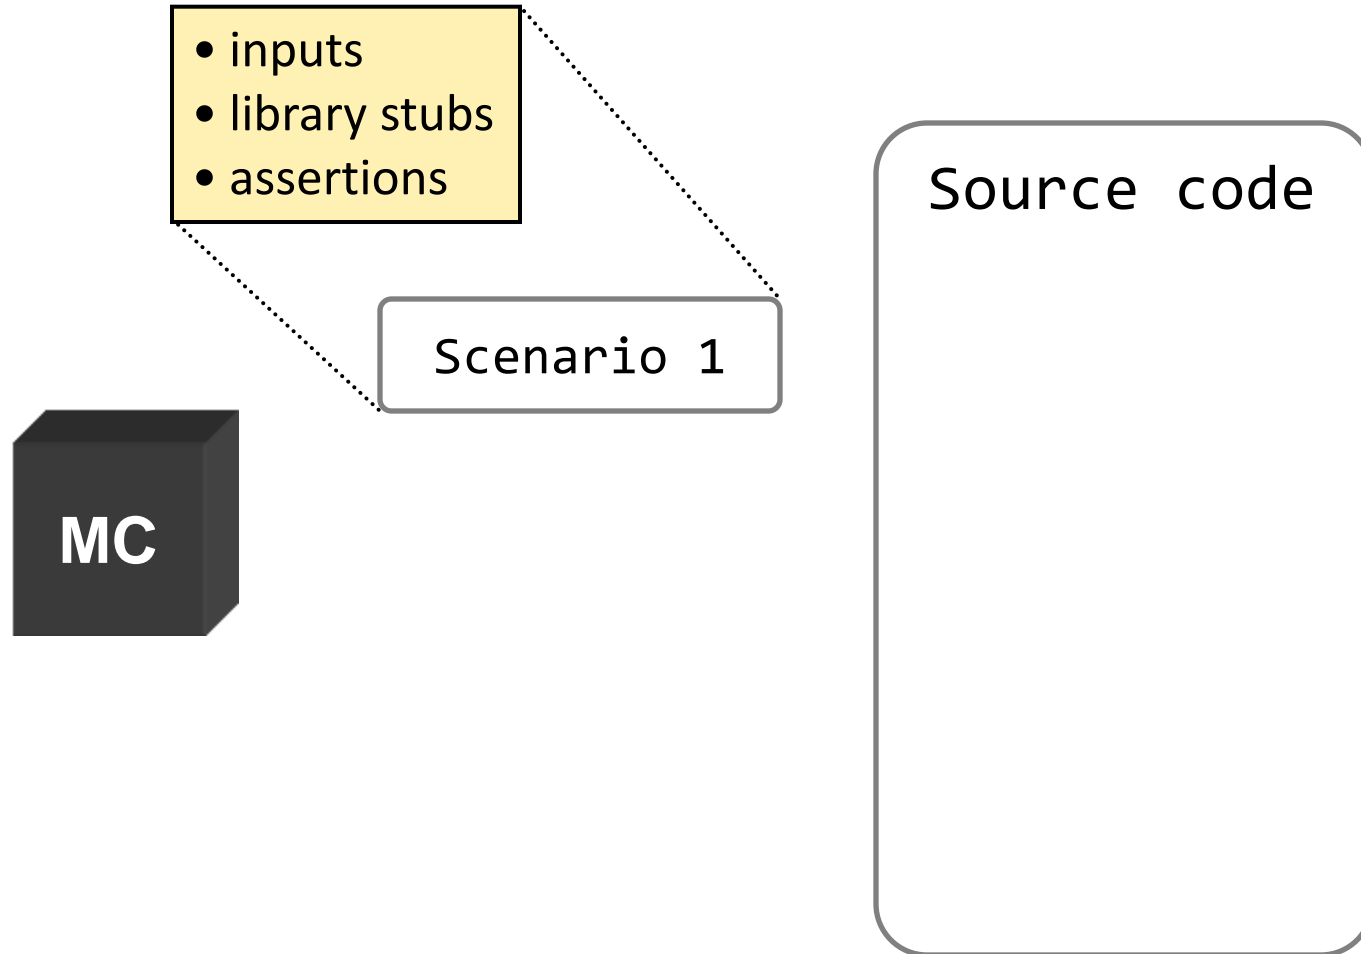 • inputs
• library stubs
• assertions
Source code
Scenario 1
MC